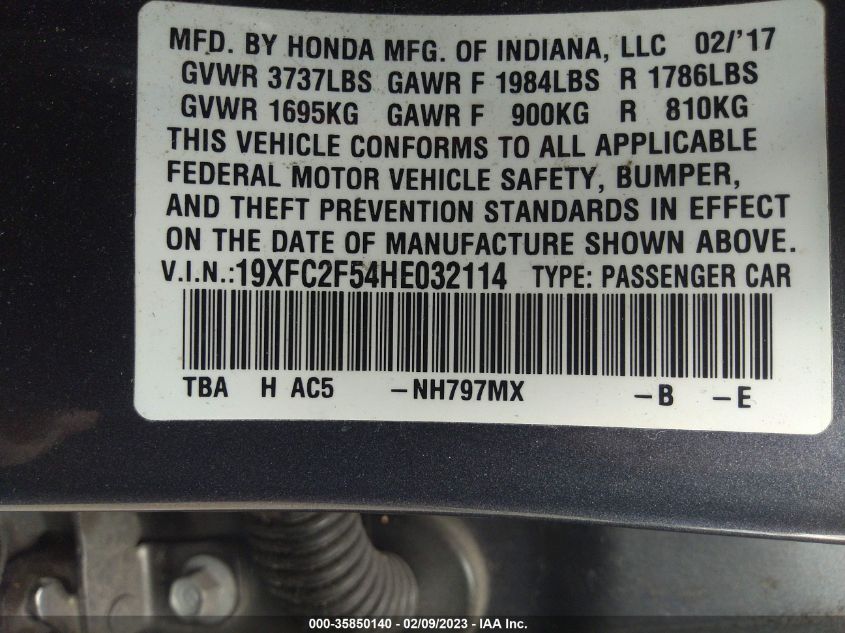 MFD. BY HONDA MFG. OF INDIANA, LLC 02/'17
GVWR 3737LBS GAWR F 1984LBS R 1786LBS
GVWR 1695KG GAWR F 900KG R 810KG
THIS VEHICLE CONFORMS TO ALL APPLICABLE
FEDERAL MOTOR VEHICLE SAFETY, BUMPER,
AND THEFT PREVENTION STANDARDS IN EFFECT
ON THE DATE OF MANUFACTURE SHOWN ABOVE.
V.I.N.:19XFC2F54HE032114 TYPE: PASSENGER CAR
TBA H AC5 -NH797MX -B -E
000-35850140 - 02/09/2023 - IAA Inc.